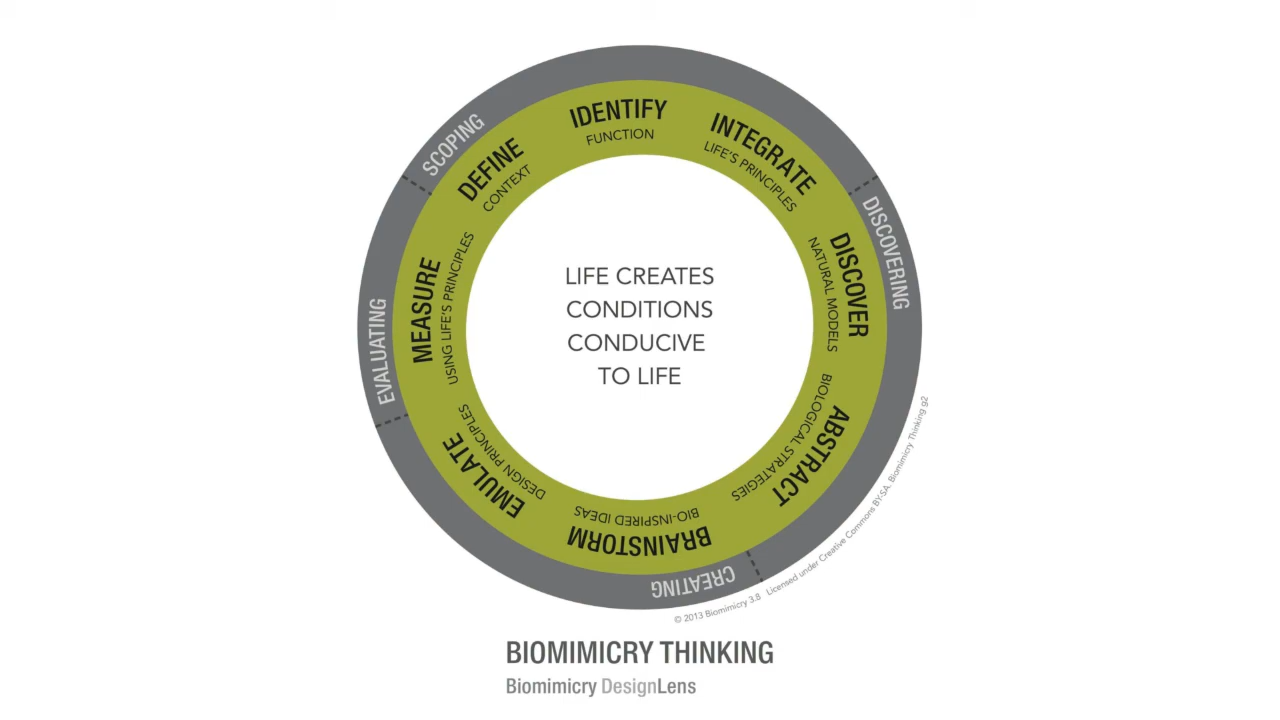 SCOPING
DEFINE
CONTEXT
IDENTIFY
FUNCTION
INTEGRATE
LIFE'S PRINCIPLES
DISCOVERING
DISCOVER
NATURAL MODELS
ABSTRACT
BIOLOGICAL STRATEGIES
CREATING
BRAINSTORM
BIO-INSPIRED IDEAS
EMULATE
DESIGN PRINCIPLES
EVALUATING
MEASURE
USING LIFE'S PRINCIPLES
LIFE CREATES
CONDITIONS
CONDUCIVE
TO LIFE
© 2013 Biomimicry 3.8 Licensed under Creative Commons BY-SA. Biomimicry Thinking g2
BIOMIMICRY THINKING
Biomimicry DesignLens